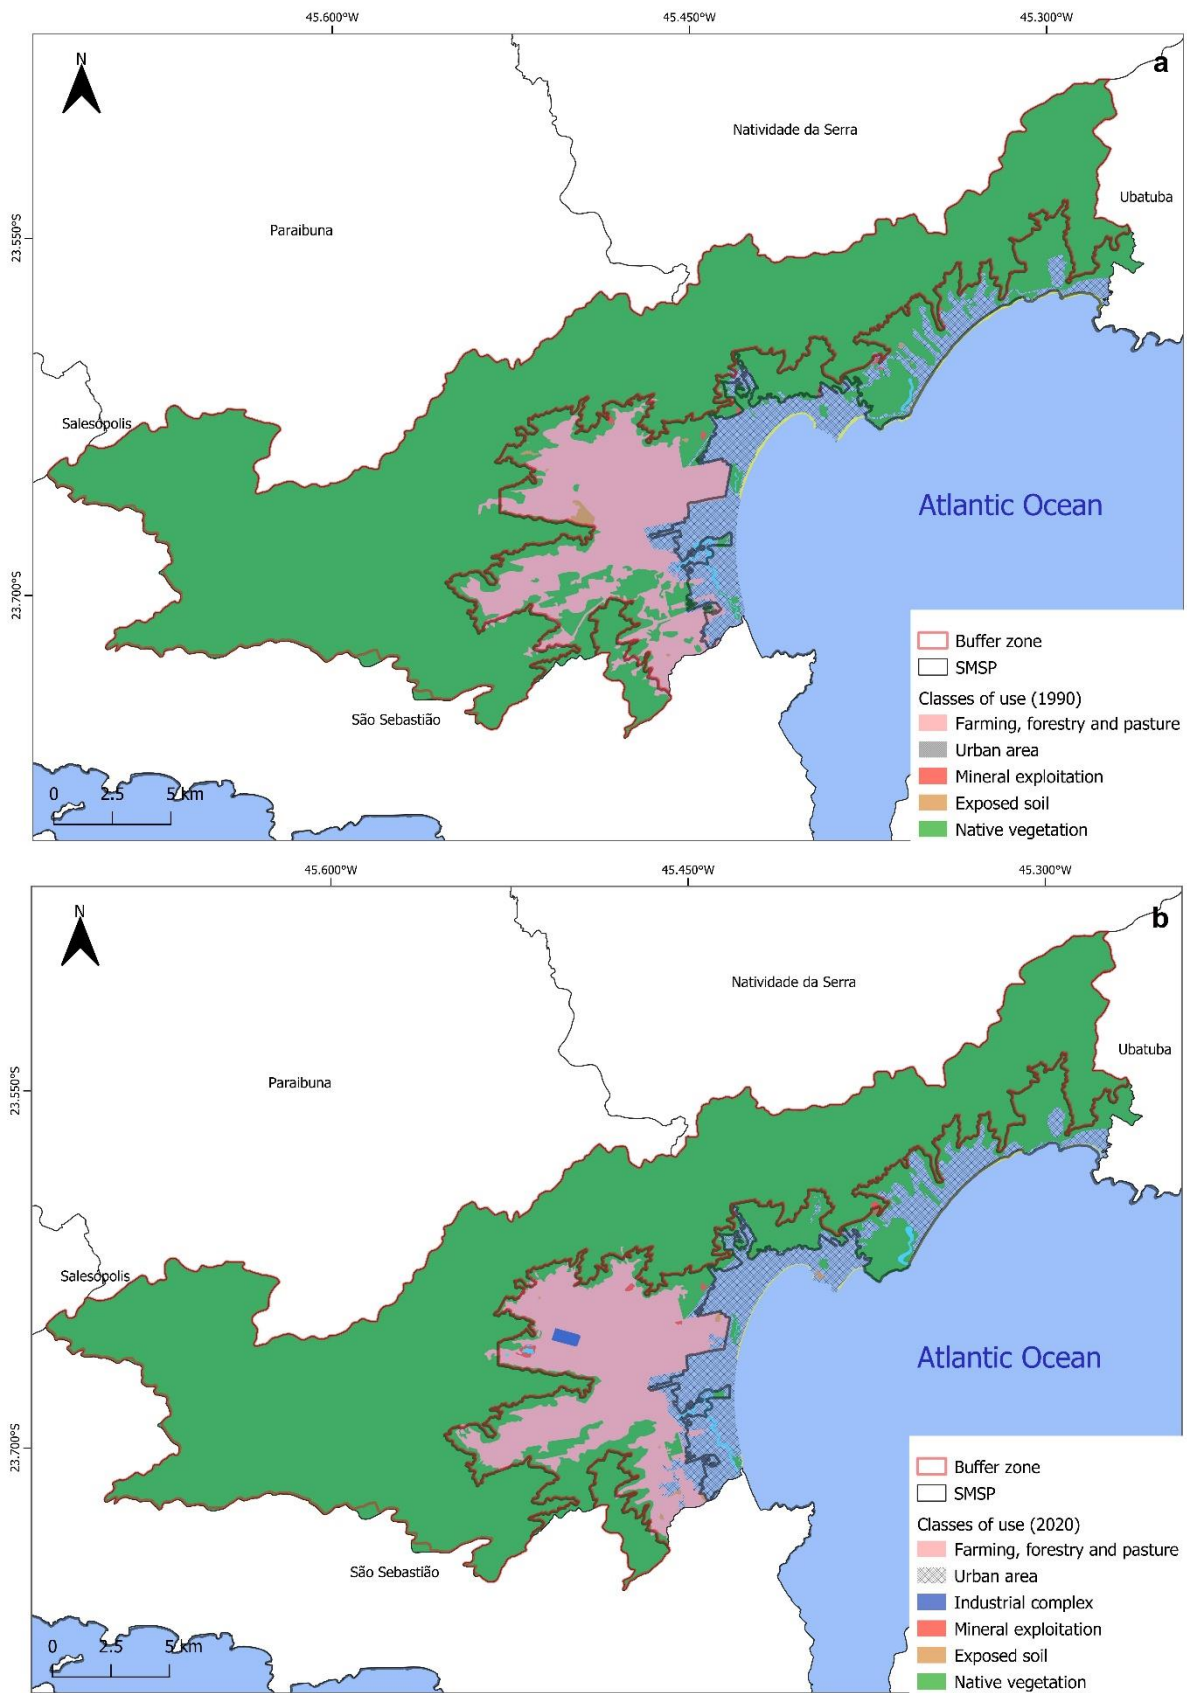 45.600°W 45.450°W 45.300°W
N
a
Natividade da Serra
Ubatuba
Paraibuna
23.550°S
Salesópolis
Atlantic Ocean
23.700°S
Buffer zone
SMSP
São Sebastião
Classes of use (1990)
Farming, forestry and pasture
Urban area
Mineral exploitation
0 2.5 5 km
Exposed soil
Native vegetation
45.600°W 45.450°W 45.300°W
N
b
Natividade da Serra
Ubatuba
Paraibuna
23.550°S
Salesópolis
Atlantic Ocean
23.700°S
Buffer zone
SMSP
Classes of use (2020)
Farming, forestry and pasture
São Sebastião
Urban area
Industrial complex
Mineral exploitation
0 2.5 5 km
Exposed soil
Native vegetation